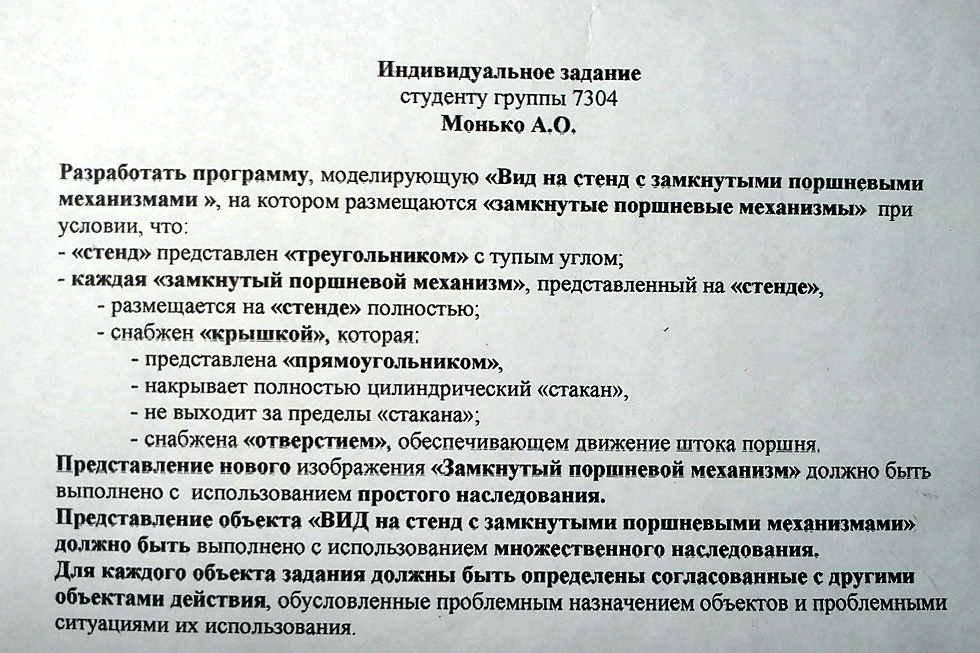 Индивидуальное задание
студенту группы 7304
Монько А.О.
Разработать программу, моделирующую «Вид на стенд с замкнутыми поршневыми
механизмами », на котором размещаются «замкнутые поршневые механизмы» при
условии, что:
- «стенд» представлен «треугольником» с тупым углом;
- каждая «замкнутый поршневой механизм», представленный на «стенде»,
- размещается на «стенде» полностью;
- снабжен «крышкой», которая:
- представлена «прямоугольником»,
- накрывает полностью цилиндрический «стакан»,
- не выходит за пределы «стакана»;
- снабжена «отверстием», обеспечивающем движение штока поршня.
Представление нового изображения «Замкнутый поршневой механизм» должно быть
выполнено с использованием простого наследования.
Представление объекта «ВИД на стенд с замкнутыми поршневыми механизмами»
должно быть выполнено с использованием множественного наследования.
Для каждого объекта задания должны быть определены согласованные с другими
объектами действия, обусловленные проблемным назначением объектов и проблемными
ситуациями их использования.